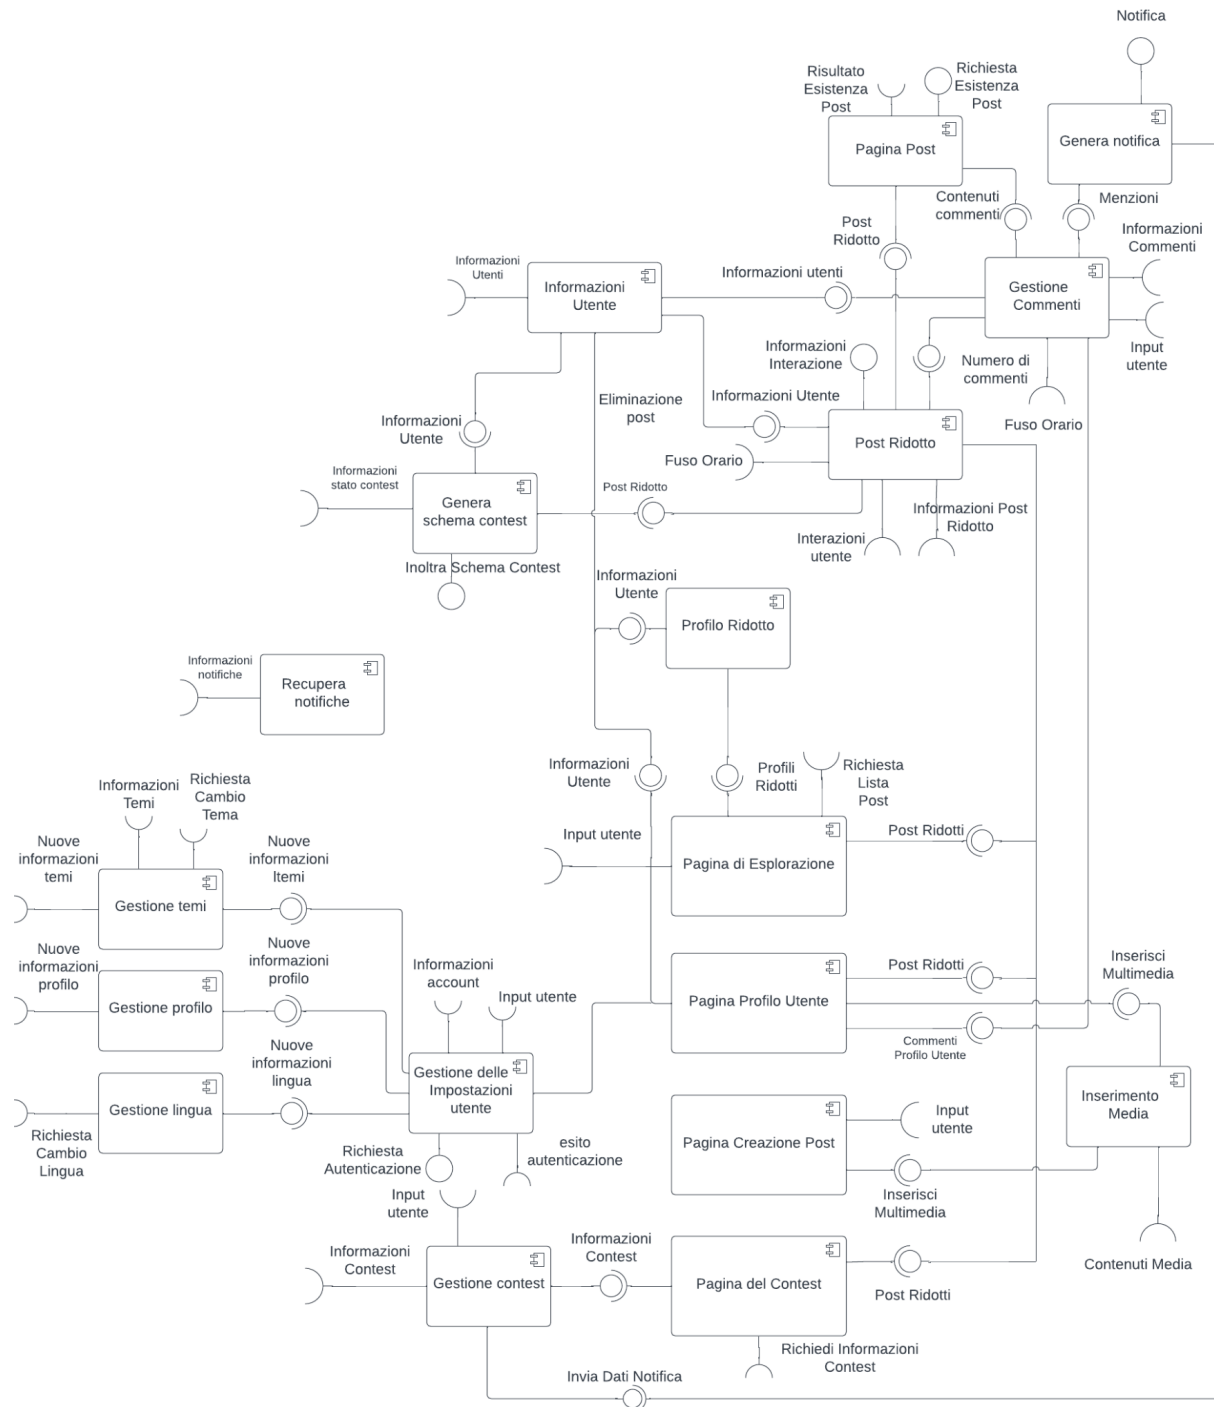 Notifica
Risultato
Esistenza
Post
Richiesta
Esistenza
Post
Pagina Post
Genera notifica
Contenuti
commenti
Menzioni
Post
Ridotto
Informazioni
Commenti
Informazioni
Utenti
Informazioni
Utente
Informazioni utenti
Gestione
Commenti
Input
utente
Informazioni
Interazione
Numero di
commenti
Eliminazione
post
Informazioni Utente
Fuso Orario
Informazioni
Utente
Post Ridotto
Fuso Orario
Informazioni
stato contest
Genera
schema contest
Post Ridotto
Informazioni Post
Ridotto
Interazioni
utente
Inoltra Schema Contest
Informazioni
Utente
Profilo Ridotto
Informazioni
notifiche
Recupera
notifiche
Informazioni
Utente
Profili
Ridotti
Richiesta
Lista
Post
Informazioni
Temi
Richiesta
Cambio
Tema
Nuove
informazioni
temi
Nuove
informazioni
ltemi
Input utente
Post Ridotti
Pagina di Esplorazione
Gestione temi
Nuove
informazioni
profilo
Nuove
informazioni
profilo
Informazioni
account
Input utente
Post Ridotti
Inserisci
Multimedia
Gestione profilo
Pagina Profilo Utente
Commenti
Profilo Utente
Nuove
informazioni
lingua
Gestione delle
Impostazioni
utente
Gestione lingua
Inserimento
Media
Input
utente
Pagina Creazione Post
Richiesta
Cambio
Lingua
Richiesta
Autenticazione
esito
autenticazione
Inserisci
Multimedia
Input
utente
Informazioni
Contest
Informazioni
Contest
Gestione contest
Pagina del Contest
Post Ridotti
Contenuti Media
Richiedi Informazioni
Contest
Invia Dati Notifica